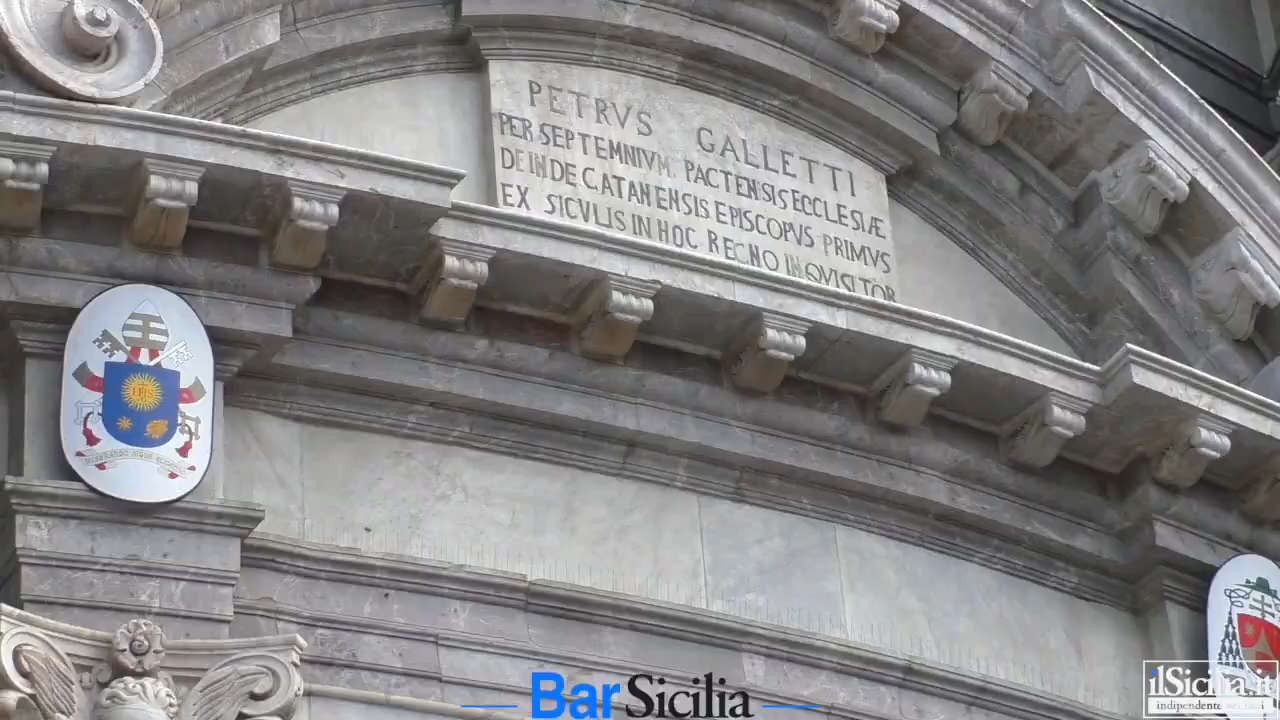 PETRVS GALLETTI
PER SEPTEMNIVM PACTENSIS ECCLESIÆ
DEINDE CATANENSIS EPISCOPVS PRIMVS
EX SICVLIS IN HOC REGNO INQVISITOR
BarSicilia
ilSicilia.it
indipendente